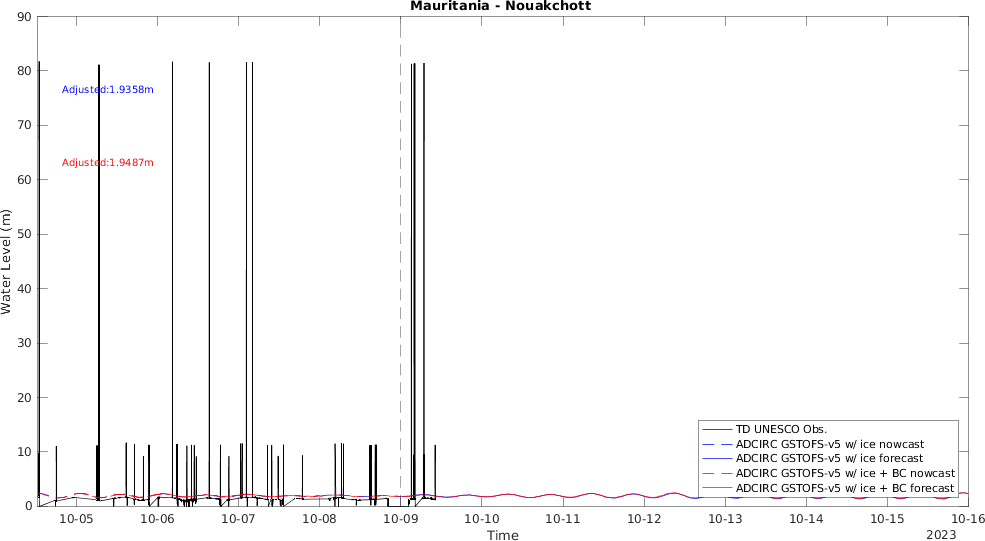 Mauritania - Nouakchott
90
80
70
60
50
40
30
20
10
0
Water Level (m)
Adjusted:1.9358m
Adjusted:1.9487m
TD UNESCO Obs.
ADCIRC GSTOFS-v5 w/ ice nowcast
ADCIRC GSTOFS-v5 w/ ice forecast
ADCIRC GSTOFS-v5 w/ ice + BC nowcast
ADCIRC GSTOFS-v5 w/ ice + BC forecast
10-05 10-06 10-07 10-08 10-09 10-10 10-11 10-12 10-13 10-14 10-15 10-16
Time
2023